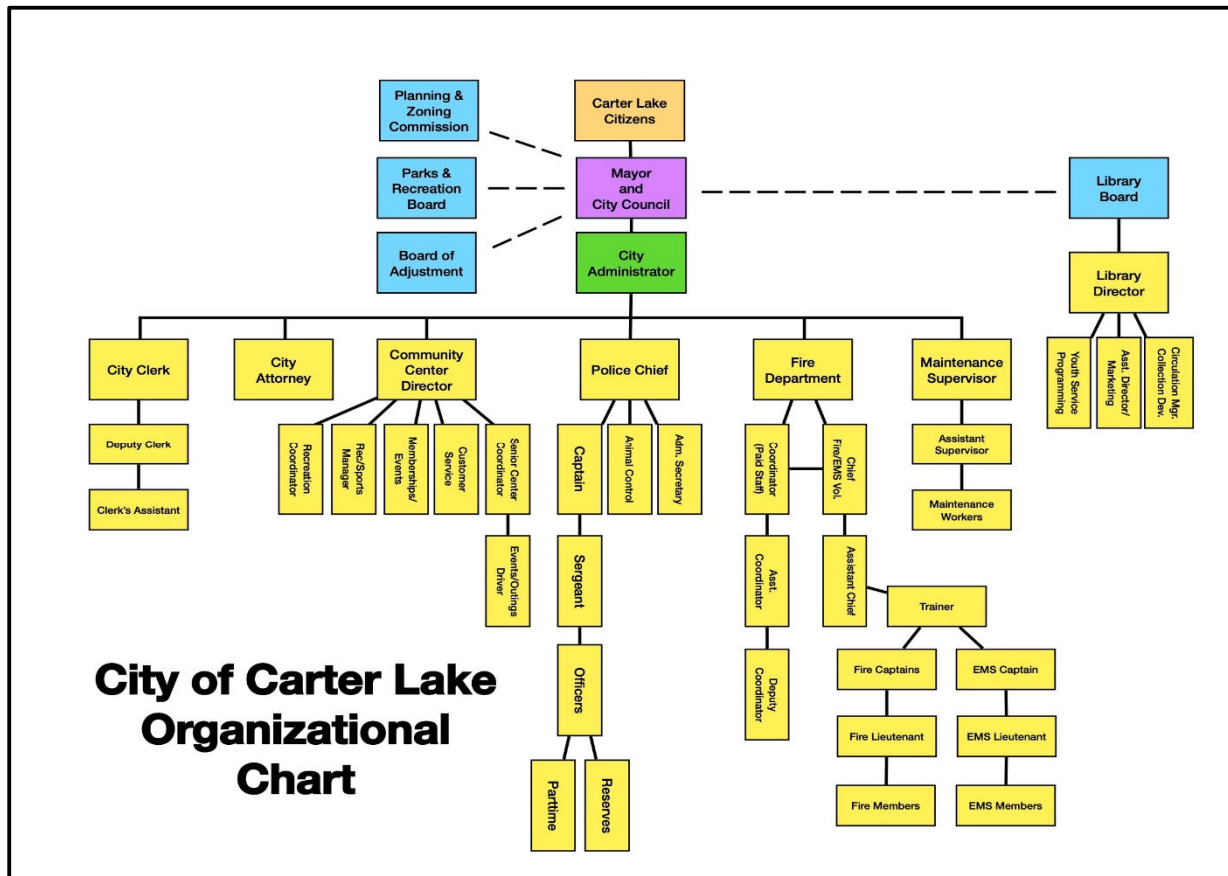 Planning &
Zoning
Commission
Carter Lake
Citizens
Parks &
Recreation
Board
Mayor
and
City Council
Library
Board
Board of
Adjustment
City
Administrator
Library
Director
Youth Service
Programming
Asst. Director/
Marketing
Circulation Mgr.
Collection Dev.
City Clerk
City
Attorney
Community
Center
Director
Police Chief
Fire
Department
Maintenance
Supervisor
Deputy Clerk
Clerk's Assistant
Recreation
Coordinator
Rec/Sports
Manager
Memberships/
Events
Customer
Service
Senior Center
Coordinator
Events/Outings
Driver
Captain
Animal Control
Adm. Secretary
Sergeant
Officers
Parttime
Reserves
Coordinator
(Paid Staff)
Chief
Fire/EMS Vol.
Asst.
Coordinator
Deputy
Coordinator
Assistant Chief
Assistant
Supervisor
Maintenance
Workers
Trainer
Fire Captains
EMS Captain
Fire Lieutenant
EMS Lieutenant
Fire Members
EMS Members
City of Carter Lake
Organizational
Chart